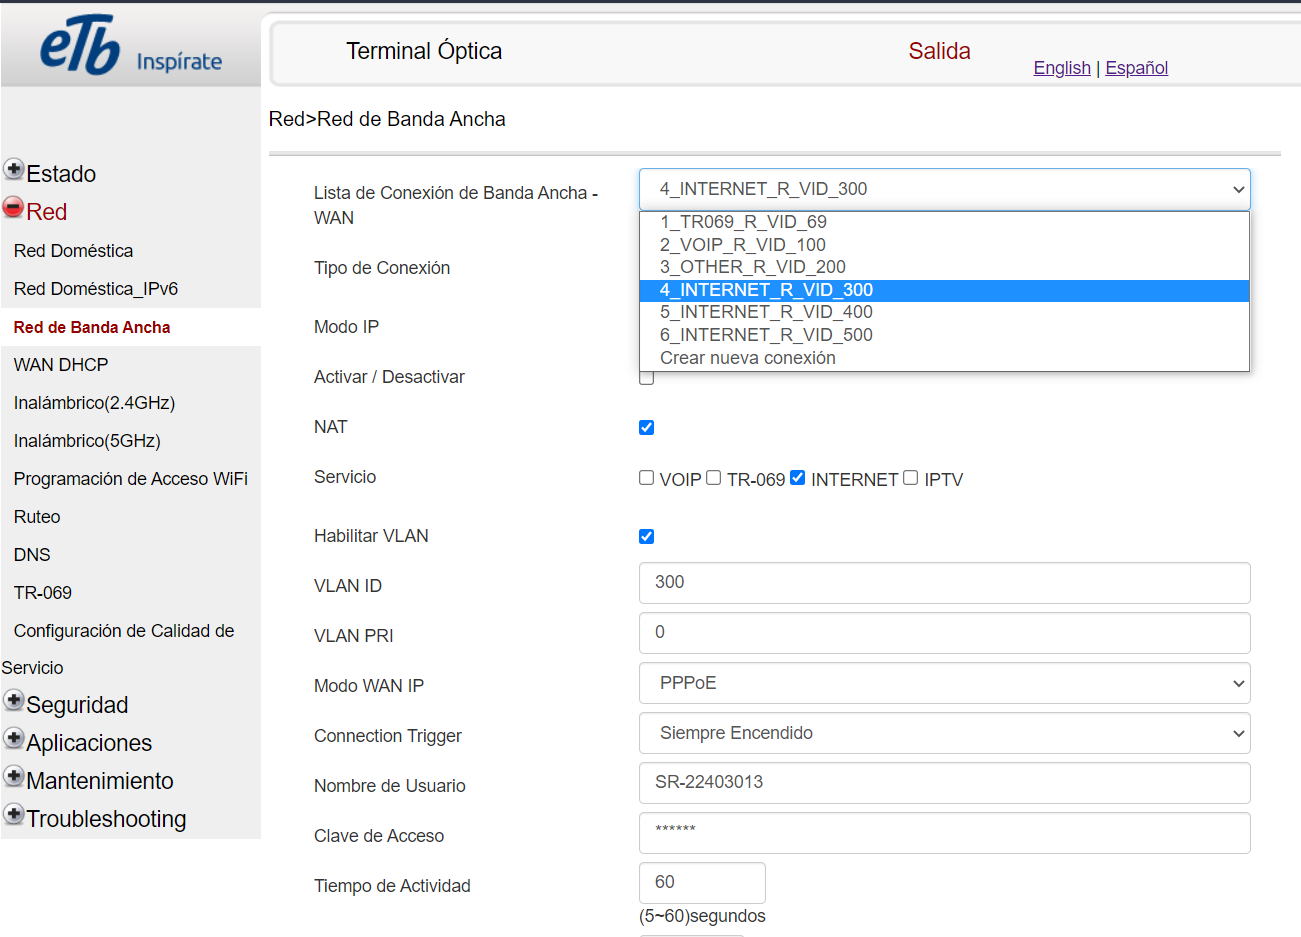 eTb Inspírate
Terminal Óptica
Salida
English | Español
Red>Red de Banda Ancha
Estado
Red
Red Doméstica
Red Doméstica_IPv6
Red de Banda Ancha
WAN DHCP
Inalámbrico(2.4GHz)
Inalámbrico(5GHz)
Programación de Acceso WiFi
Ruteo
DNS
TR-069
Configuración de Calidad de
Servicio
Seguridad
Aplicaciones
Mantenimiento
Troubleshooting
Lista de Conexión de Banda Ancha -
WAN
4_INTERNET_R_VID_300
1_TR069_R_VID_69
2_VOIP_R_VID_100
3_OTHER_R_VID_200
4_INTERNET_R_VID_300
5_INTERNET_R_VID_400
6_INTERNET_R_VID_500
Crear nueva conexión
Tipo de Conexión
Modo IP
Activar / Desactivar
NAT
Servicio
VOIP TR-069 INTERNET IPTV
Habilitar VLAN
VLAN ID
300
VLAN PRI
0
Modo WAN IP
PPPoE
Connection Trigger
Siempre Encendido
Nombre de Usuario
SR-22403013
Clave de Acceso
******
Tiempo de Actividad
60
(5~60)segundos